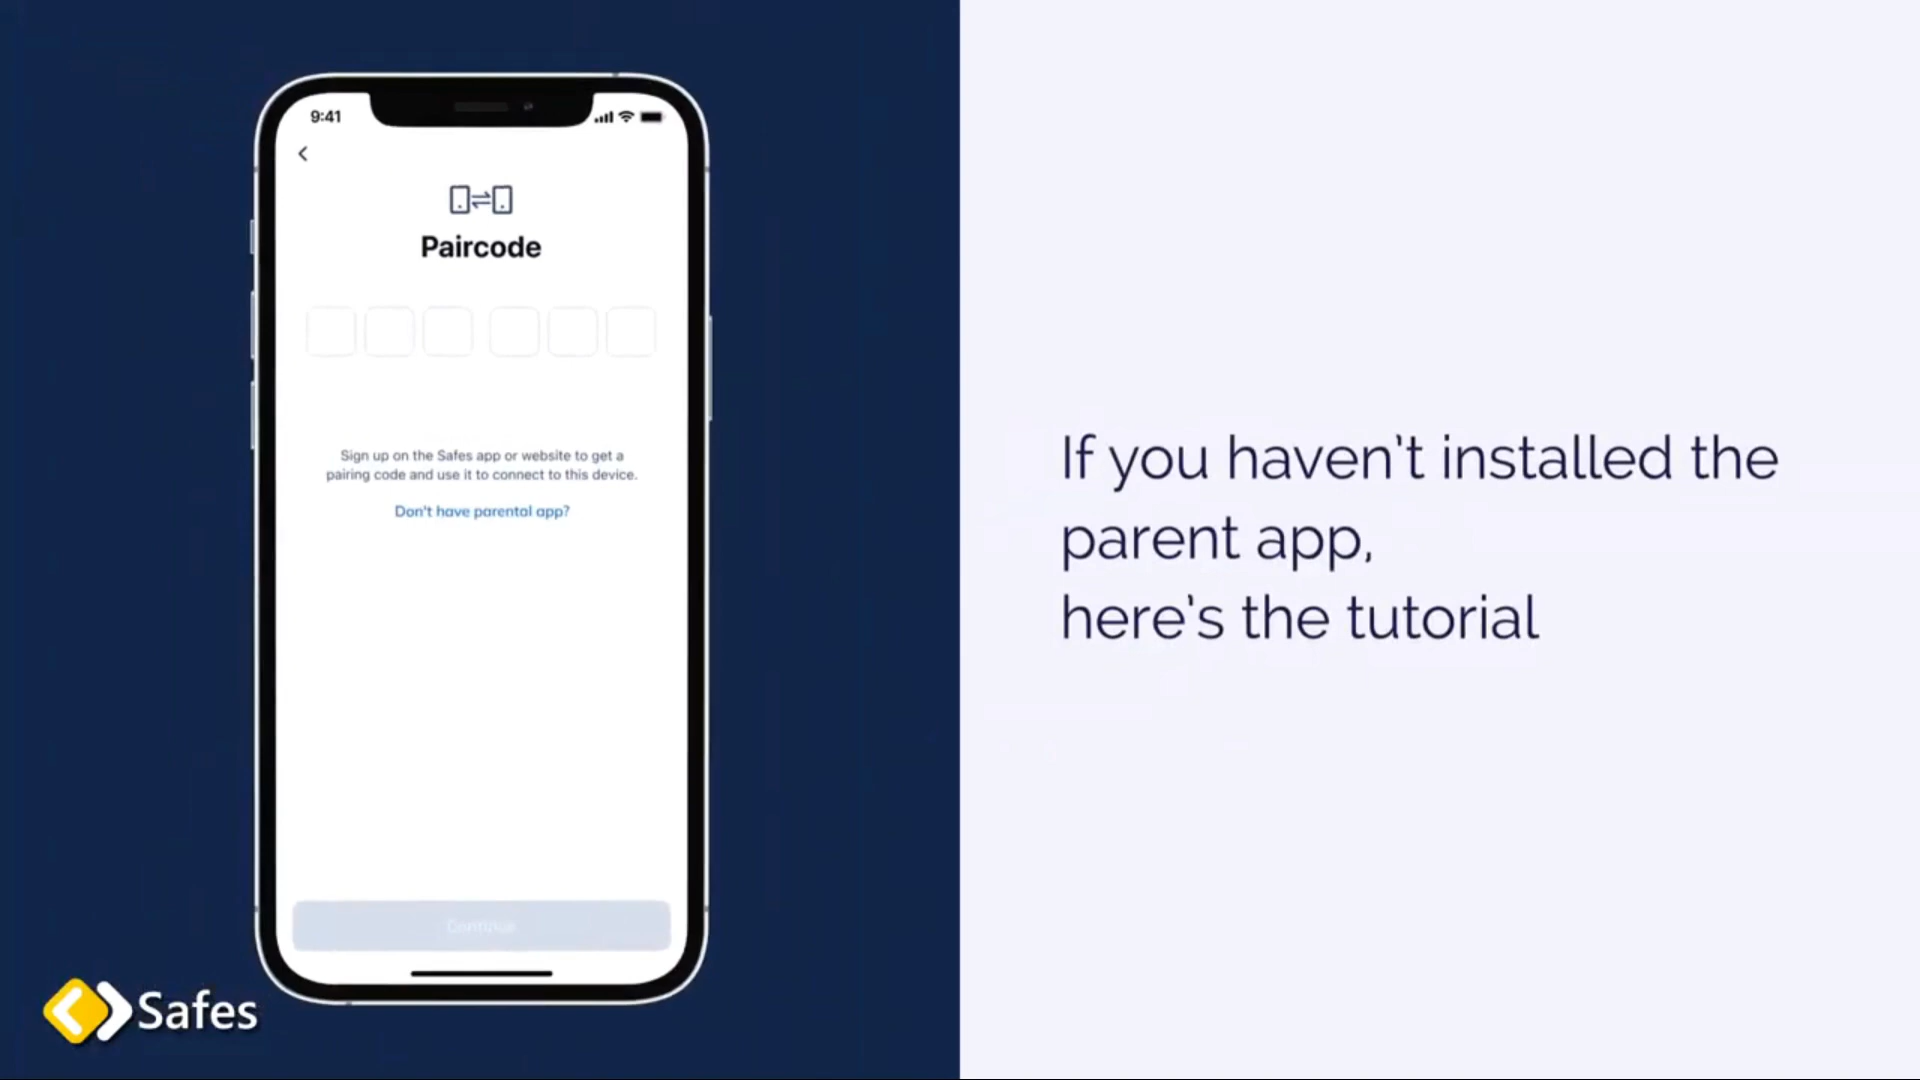 9:41
Paircode
Sign up on the Safes app or website to get a
pairing code and use it to connect to this device.
Don't have parental app?
Continue
Safes
If you haven't installed the
parent app,
here's the tutorial